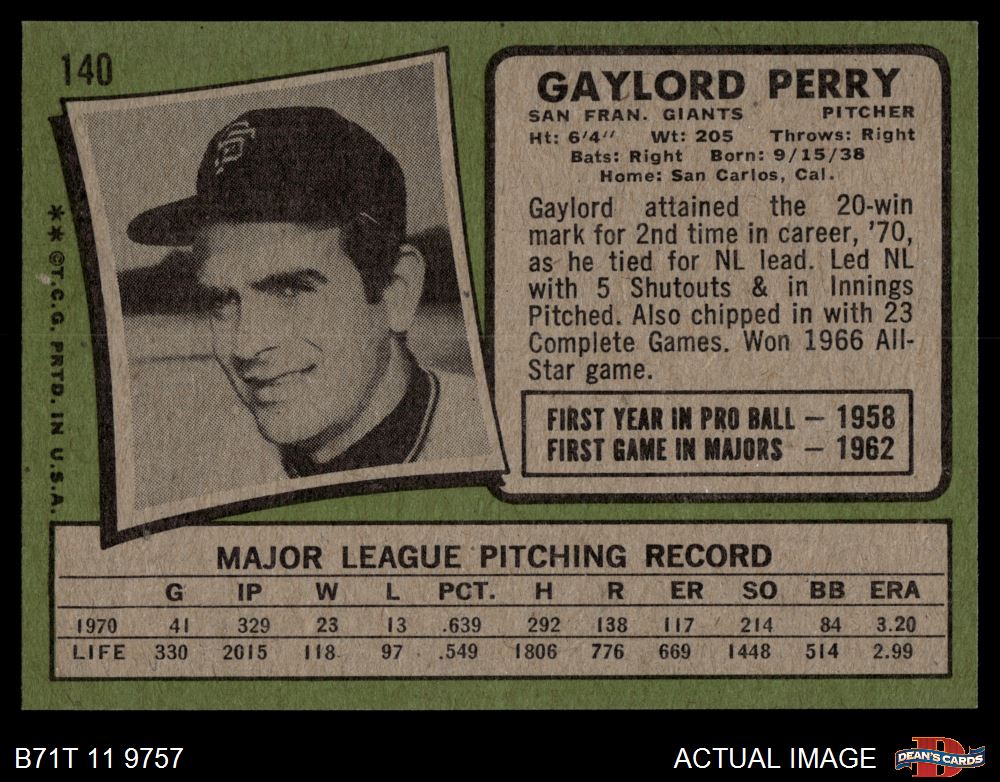 140
GAYLORD PERRY
SAN FRAN. GIANTS PITCHER
Ht: 6'4" Wt: 205 Throws: Right
Bats: Right Born: 9/15/38
Home: San Carlos, Cal.
Gaylord attained the 20-win
mark for 2nd time in career, '70,
as he tied for NL lead. Led NL
with 5 Shutouts & in Innings
Pitched. Also chipped in with 23
Complete Games. Won 1966 All-
Star game.
FIRST YEAR IN PRO BALL – 1958
FIRST GAME IN MAJORS – 1962
SF
** ©T.C.G. PRTD. IN U.S.A.
MAJOR LEAGUE PITCHING RECORD
G IP W L PCT. H R ER SO BB ERA
1970 41 329 23 13 .639 292 138 117 214 84 3.20
LIFE 330 2015 118 97 .549 1806 776 669 1448 514 2.99
B71T 11 9757
ACTUAL IMAGE
D
DEAN'S CARDS